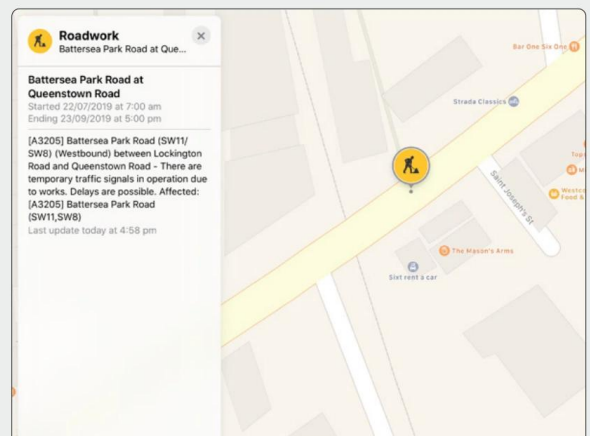 Roadwork
Battersea Park Road at Que...
Battersea Park Road at
Queenstown Road
Started 22/07/2019 at 7:00 am
Ending 23/09/2019 at 5:00 pm
[A3205] Battersea Park Road (SW11/
SW8) (Westbound) between Lockington
Road and Queenstown Road - There are
temporary traffic signals in operation due
to works. Delays are possible. Affected:
[A3205] Battersea Park Road
(SW11,SW8)
Last update today at 4:58 pm
Bar One Six One
Strada Classics
Saint Joseph's St
Food &
The Mason's Arms
Sixt rent a car